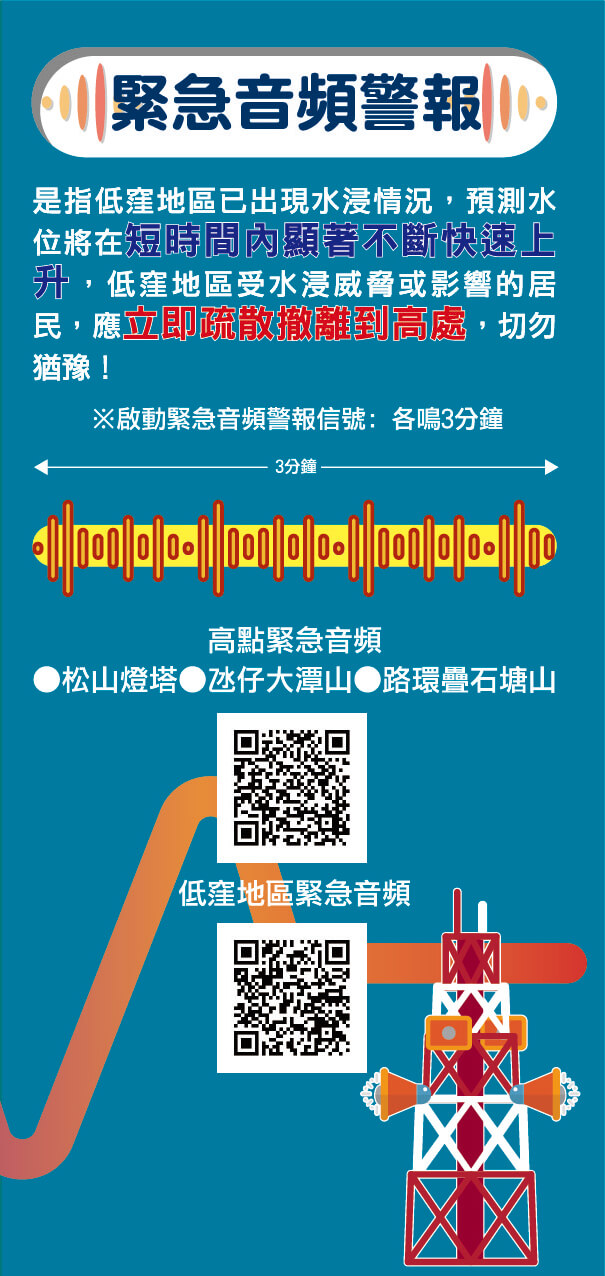 緊急音頻警報
是指低窪地區已出現水浸情況，預測水
位將在短時間內顯著不斷快速上
升，低窪地區受水浸威脅或影響的居
民，應立即疏散撤離到高處，切勿
猶豫！
※啟動緊急音頻警報信號：各鳴3分鐘
3分鐘
高點緊急音頻
●松山燈塔●氹仔大潭山●路環疊石塘山
低窪地區緊急音頻